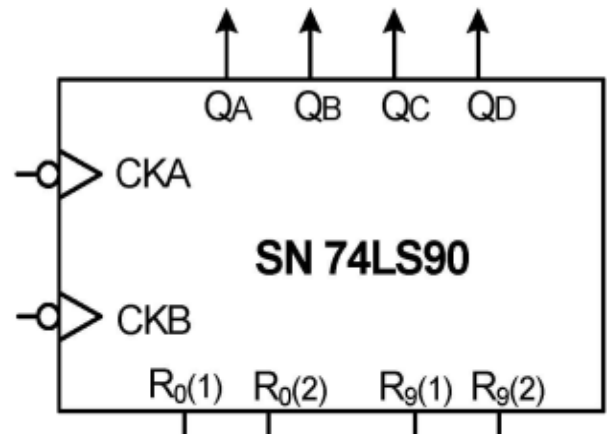 QA QB QC QD
CKA
SN 74LS90
CKB
R0(1) R0(2) R9(1) R9(2)